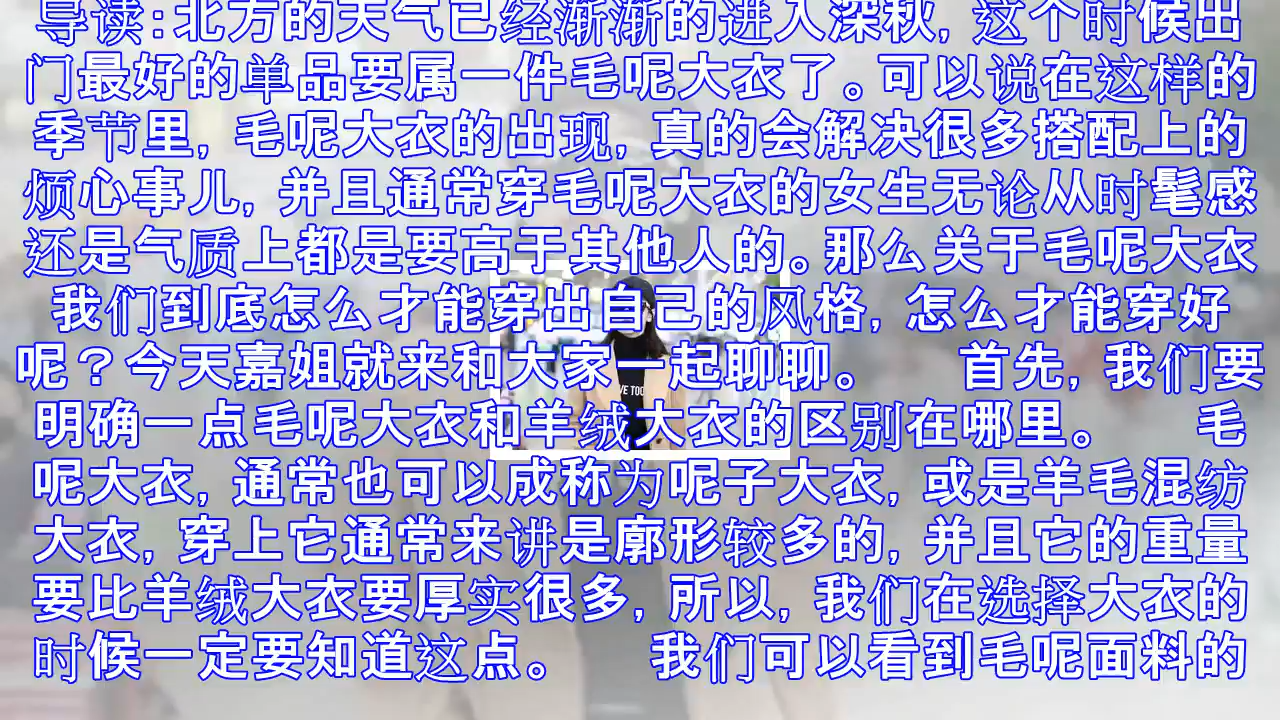 导读:北方的天气已经渐渐的进入深秋, 这个时候出
门最好的单品要属一件毛呢大衣了。可以说在这样的
季节里, 毛呢大衣的出现, 真的会解决很多搭配上的
烦心事儿, 并且通常穿毛呢大衣的女生无论从时髦感
还是气质上都是要高于其他人的。那么关于毛呢大衣
我们到底怎么才能穿出自己的风格, 怎么才能穿好
呢？今天嘉姐就来和大家一起聊聊。 首先, 我们要
明确一点毛呢大衣和羊绒大衣的区别在哪里。 毛
呢大衣, 通常也可以成称为呢子大衣, 或是羊毛混纺
大衣, 穿上它通常来讲是廓形较多的, 并且它的重量
要比羊绒大衣要厚实很多, 所以, 我们在选择大衣的
时候一定要知道这点。 我们可以看到毛呢面料的